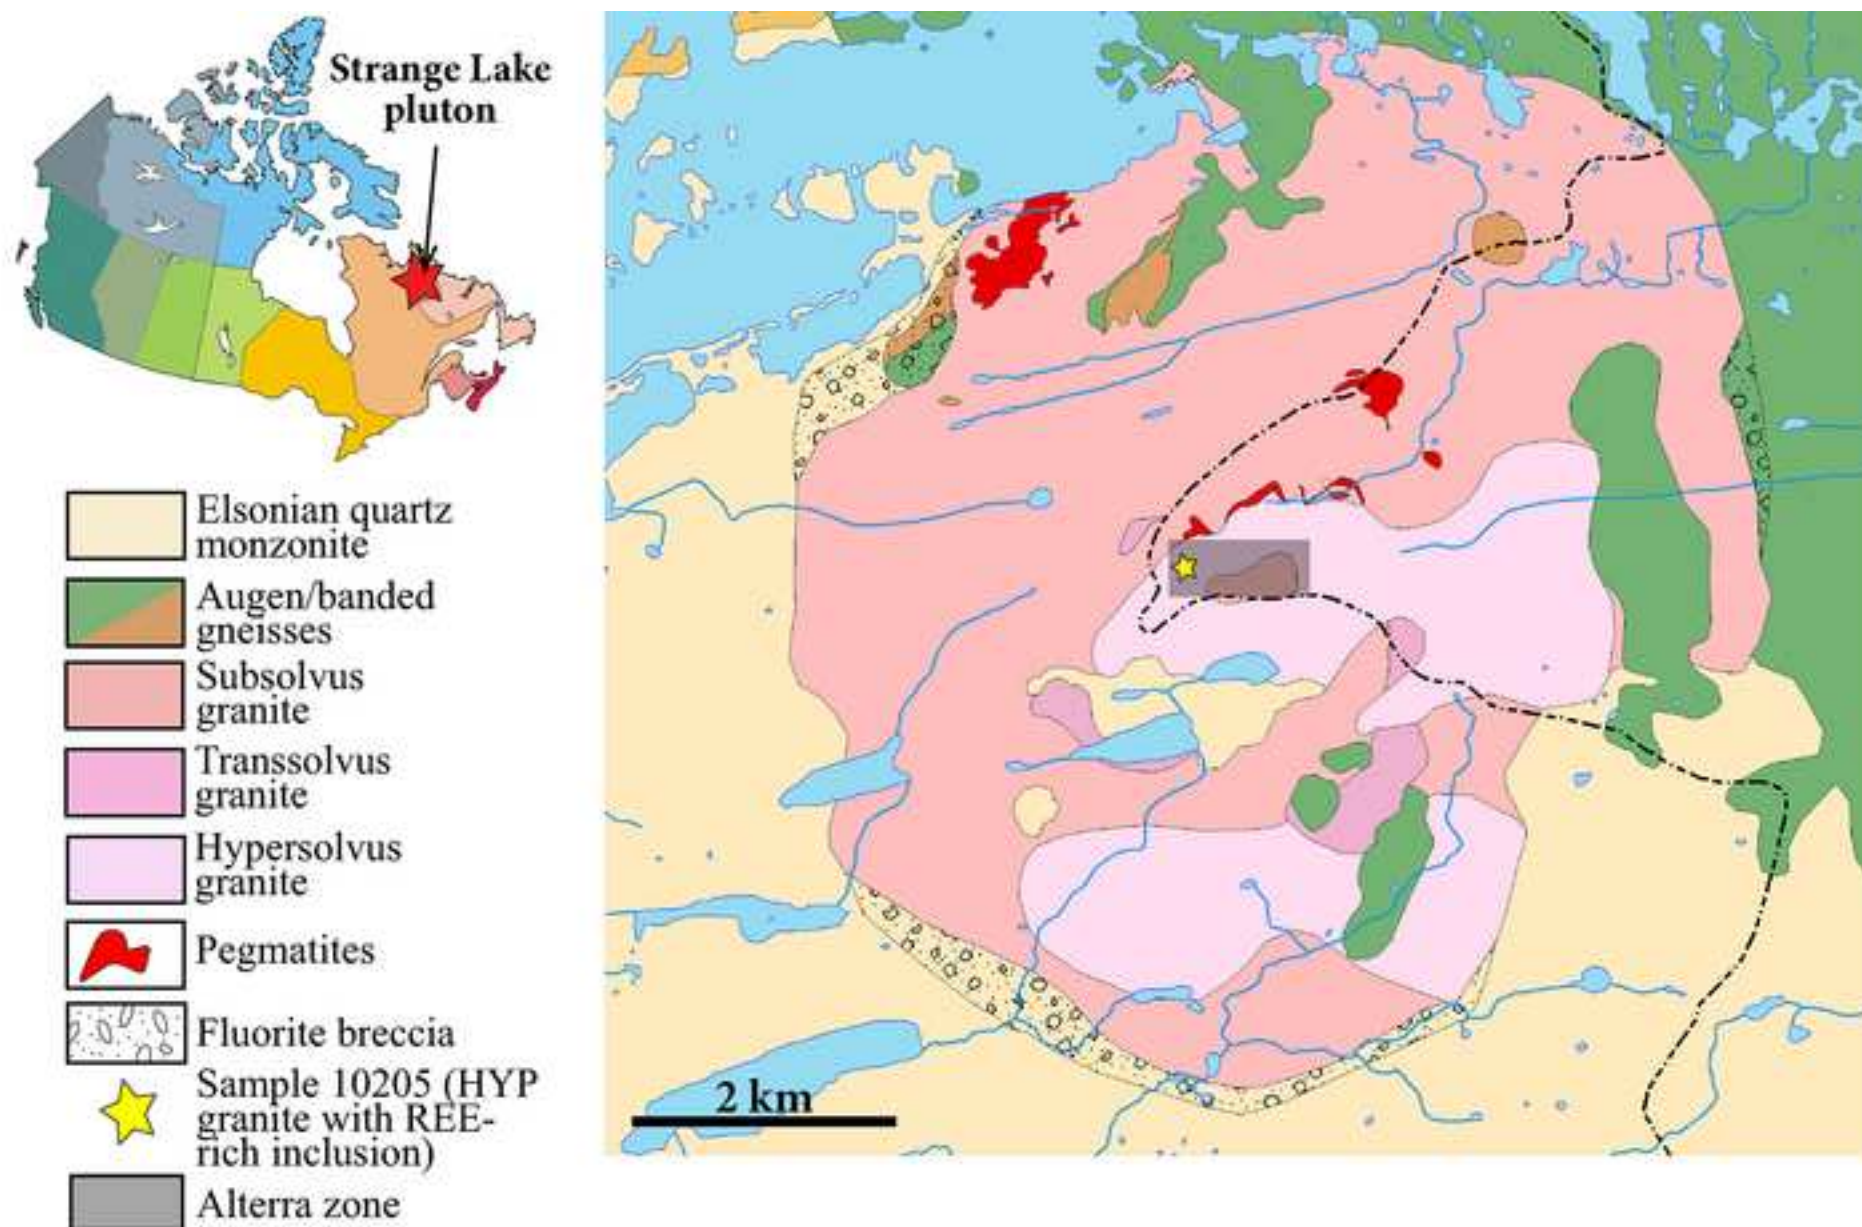 Strange Lake
pluton
Elsonian quartz
monzonite
Augen/banded
gneisses
Subsolvus
granite
Transsolvus
granite
Hypersolvus
granite
Pegmatites
Fluorite breccia
Sample 10205 (HYP
granite with REE-
rich inclusion)
Alterra zone
2 km